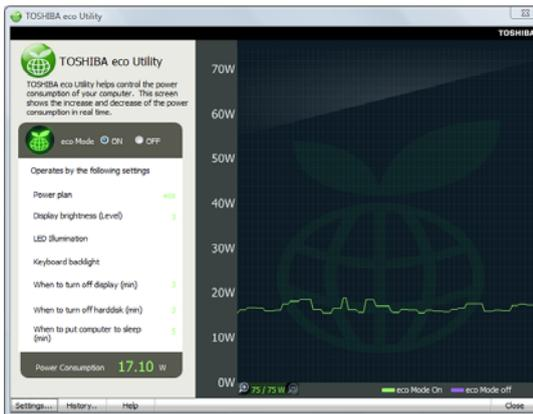 TOSHIBA eco Utility
TOSHIBA
TOSHIBA eco Utility
TOSHIBA eco Utility helps control the power
consumption of your computer. This screen
shows the increase and decrease of the power
consumption in real time.
eco Mode ON OFF
Operates by the following settings
Power plan eco
Display brightness (Level)
LED Illumination
Keyboard backlight
When to turn off display (min) 3
When to turn off harddisk (min) 3
When to put computer to sleep 5
(min)
Power Consumption 17.10 W
70W
60W
50W
40W
30W
20W
10W
0W
75 / 75 W
eco Mode On eco Mode off
Settings... History.. Help Close